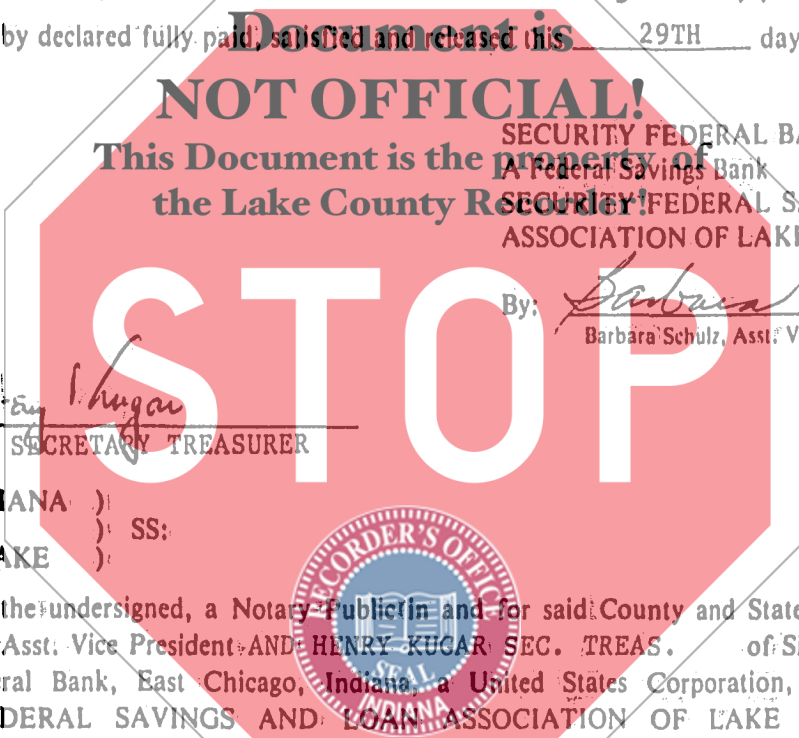 Document is
by declared fully paid, satisfied and released this 29TH day
NOT OFFICIAL!
SECURITY FEDERAL BA
This Document is the property of
A Federal Savings Bank
the Lake County Recorder!
SECURITY FEDERAL S
ASSOCIATION OF LAKE
STOP
By: Barbara
Barbara Schulz, Asst. V
SECRETARY TREASURER
IANA )
) SS:
AKE )
RECORDER'S OFFICE
the undersigned, a Notary Public in and for said County and State
Asst. Vice President AND HENRY KUGAR SEC. TREAS. of S
ral Bank, East Chicago, Indiana, a United States Corporation,
SEAL
DERAL SAVINGS AND LOAN ASSOCIATION OF LAKE
INDIANA